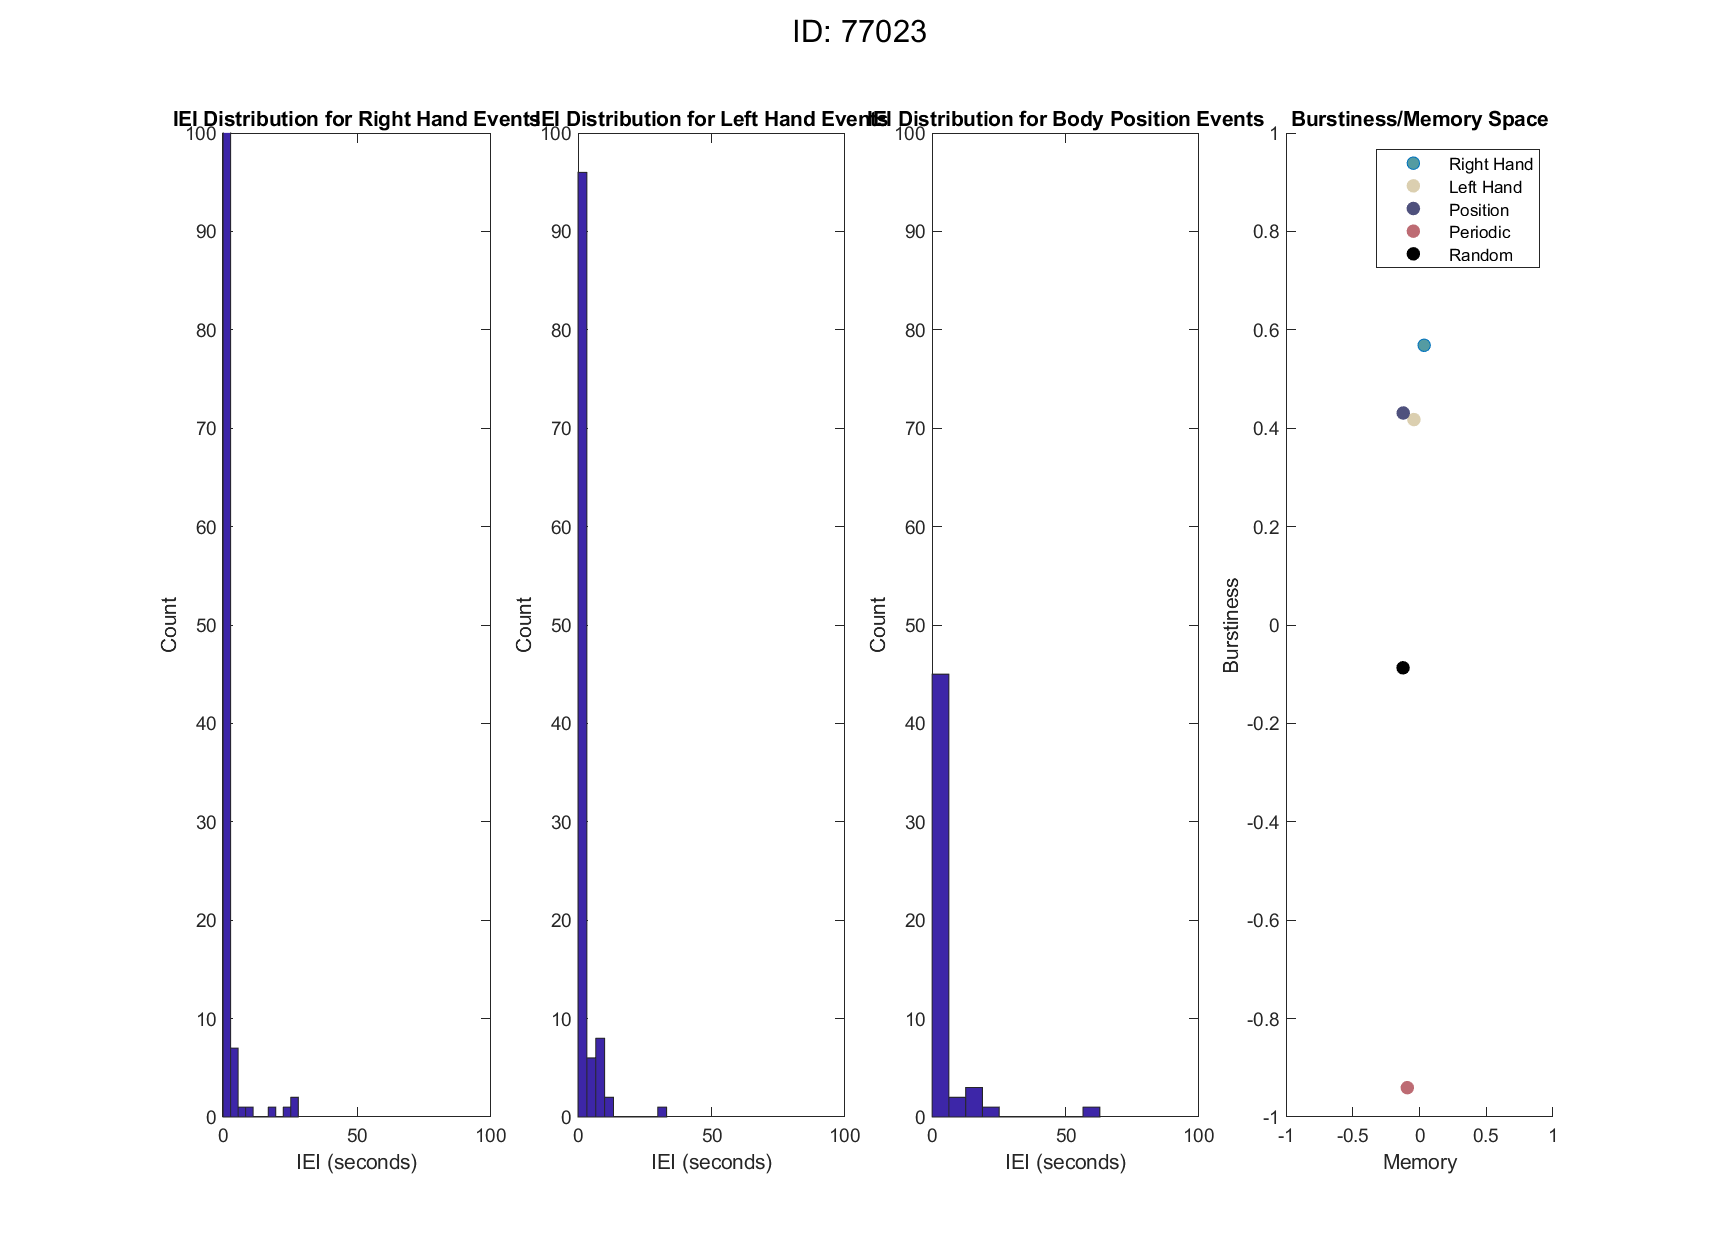 ID: 77023
IEI Distribution for Right Hand Events
100
90
80
70
60
50
40
30
20
10
0
Count
0 50 100
IEI (seconds)
IEI Distribution for Left Hand Events
100
90
80
70
60
50
40
30
20
10
0
Count
0 50 100
IEI (seconds)
IEI Distribution for Body Position Events
100
90
80
70
60
50
40
30
20
10
0
Count
0 50 100
IEI (seconds)
Burstiness/Memory Space
1
0.8
0.6
0.4
0.2
0
-0.2
-0.4
-0.6
-0.8
-1
Burstiness
Right Hand
Left Hand
Position
Periodic
Random
-1 -0.5 0 0.5 1
Memory